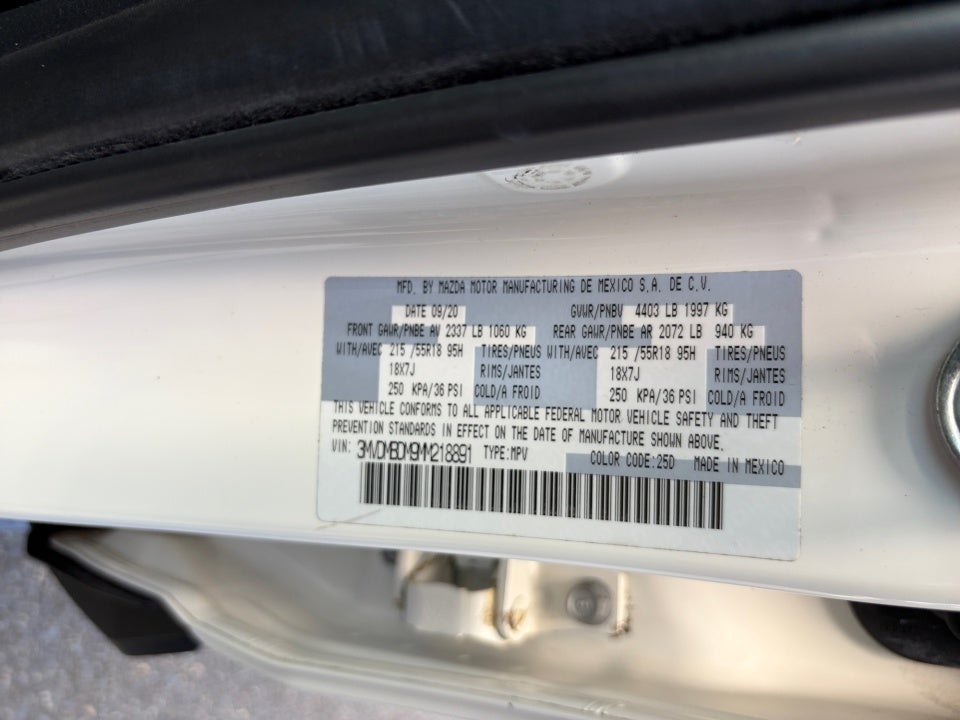 MFD. BY MAZDA MOTOR MANUFACTURING DE MEXICO S.A. DE C.V.
DATE 09/20 GVWR/PNBV 4403 LB 1997 KG
FRONT GAWR/PNBE AV 2337 LB 1060 KG REAR GAWR/PNBE AR 2072 LB 940 KG
WITH/AVEC 215 /55R18 95H TIRES/PNEUS WITH/AVEC 215 /55R18 95H TIRES/PNEUS
18X7J RIMS/JANTES 18X7J RIMS/JANTES
250 KPA/36 PSI COLD/A FROID 250 KPA/36 PSI COLD/A FROID
THIS VEHICLE CONFORMS TO ALL APPLICABLE FEDERAL MOTOR VEHICLE SAFETY AND THEFT
PREVENTION STANDARDS IN EFFECT ON THE DATE OF MANUFACTURE SHOWN ABOVE.
VIN: 3MVDMBDM9MM218891 TYPE:MPV
COLOR CODE:25D MADE IN MEXICO